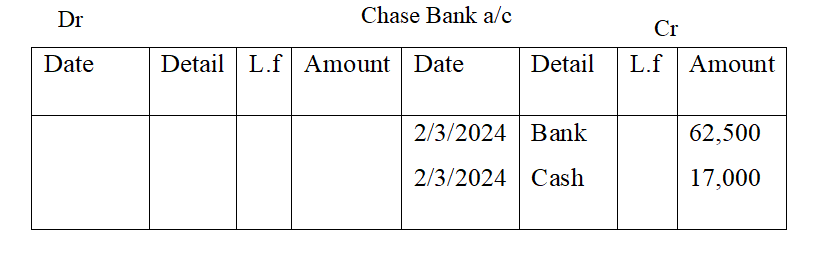 Dr Chase Bank a/c Cr
Date Detail L.f Amount Date Detail L.f Amount
2/3/2024 Bank 62,500
2/3/2024 Cash 17,000